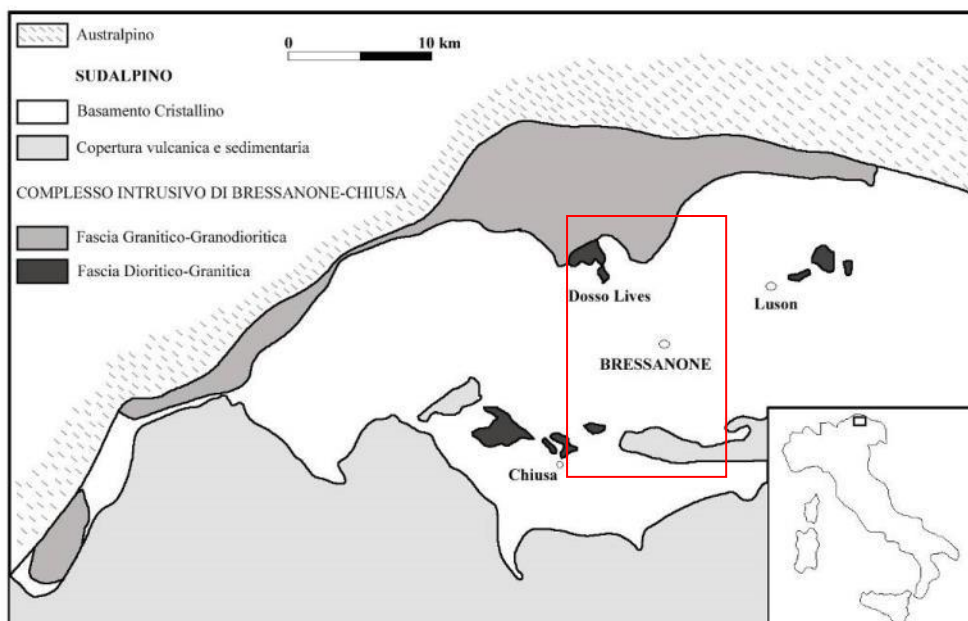 Australpino
SUDALPINO
Basamento Cristallino
Copertura vulcanica e sedimentaria
COMPLESSO INTRUSIVO DI BRESSANONE-CHIUSA
Fascia Granitico-Granodioritica
Fascia Dioritico-Granitica
0 10 km
Dosso Lives
Luson
BRESSANONE
Chiusa